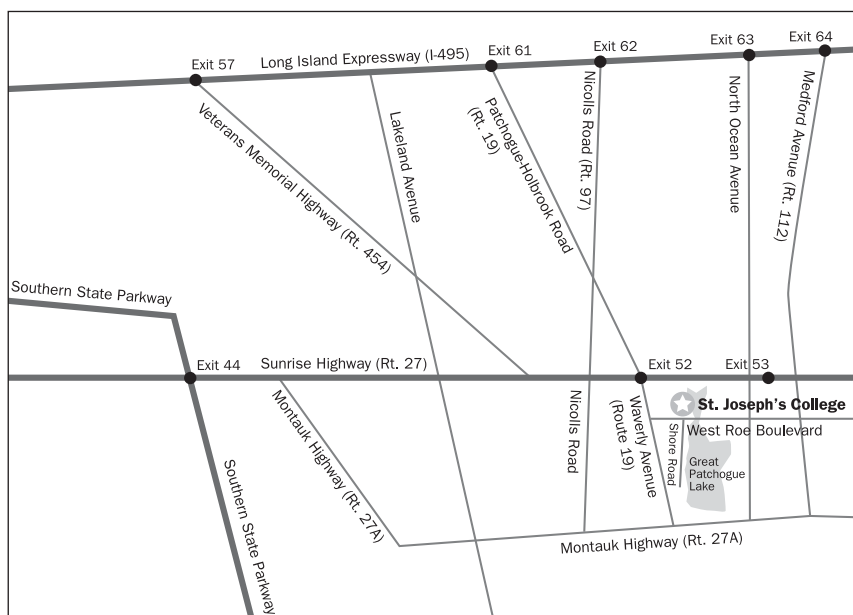 Exit 57
Long Island Expressway (I-495)
Exit 61
Exit 62
Exit 63
Exit 64
Veterans Memorial Highway (Rt. 454)
Lakeland Avenue
Patchogue-Holbrook Road
(Rt. 19)
Nicolls Road (Rt. 97)
North Ocean Avenue
Medford Avenue (Rt. 112)
Southern State Parkway
Exit 44
Sunrise Highway (Rt. 27)
Exit 52
Exit 53
Montauk Highway (Rt. 27A)
Nicolls Road
Waverly Avenue
(Route 19)
St. Joseph's College
West Roe Boulevard
Shore Road
Great
Patchogue
Lake
Southern State Parkway
Montauk Highway (Rt. 27A)